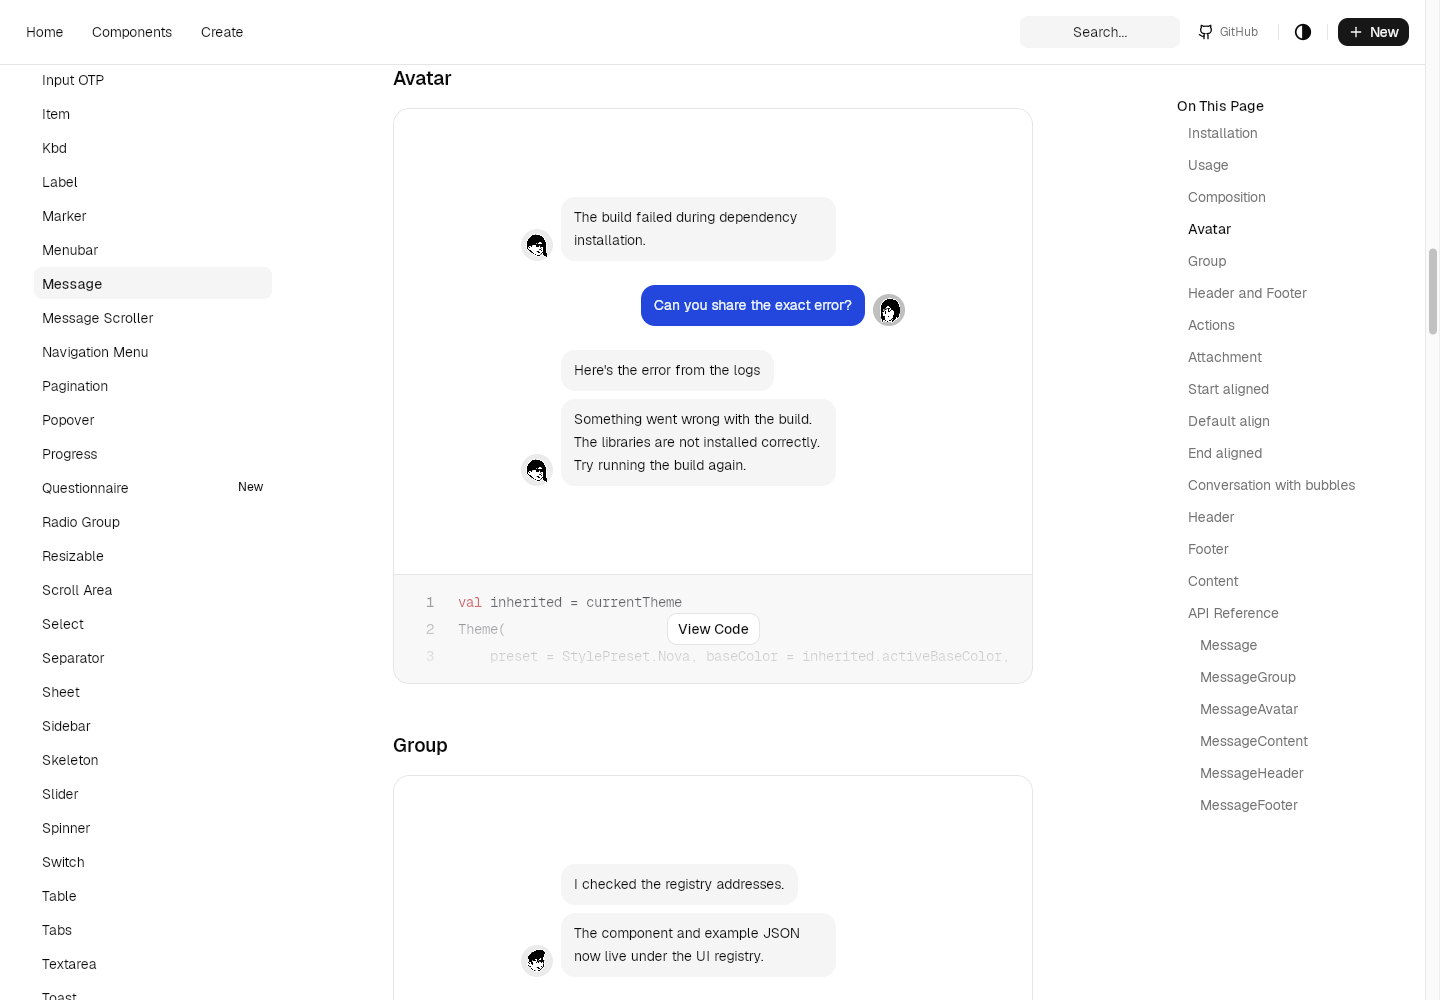 Home
Components
Create
Search...
GitHub
New
Input OTP
Item
Kbd
Label
Marker
Menubar
Message
Message Scroller
Navigation Menu
Pagination
Popover
Progress
Questionnaire
New
Radio Group
Resizable
Scroll Area
Select
Separator
Sheet
Sidebar
Skeleton
Slider
Spinner
Switch
Table
Tabs
Textarea
Toast
Avatar
The build failed during dependency
installation.
Can you share the exact error?
Here's the error from the logs
Something went wrong with the build.
The libraries are not installed correctly.
Try running the build again.
1 val inherited = currentTheme
2 Theme(
View Code
3 preset = StylePreset.Nova, baseColor = inherited.activeBaseColor,
Group
I checked the registry addresses.
The component and example JSON
now live under the UI registry.
On This Page
Installation
Usage
Composition
Avatar
Group
Header and Footer
Actions
Attachment
Start aligned
Default align
End aligned
Conversation with bubbles
Header
Footer
Content
API Reference
Message
MessageGroup
MessageAvatar
MessageContent
MessageHeader
MessageFooter